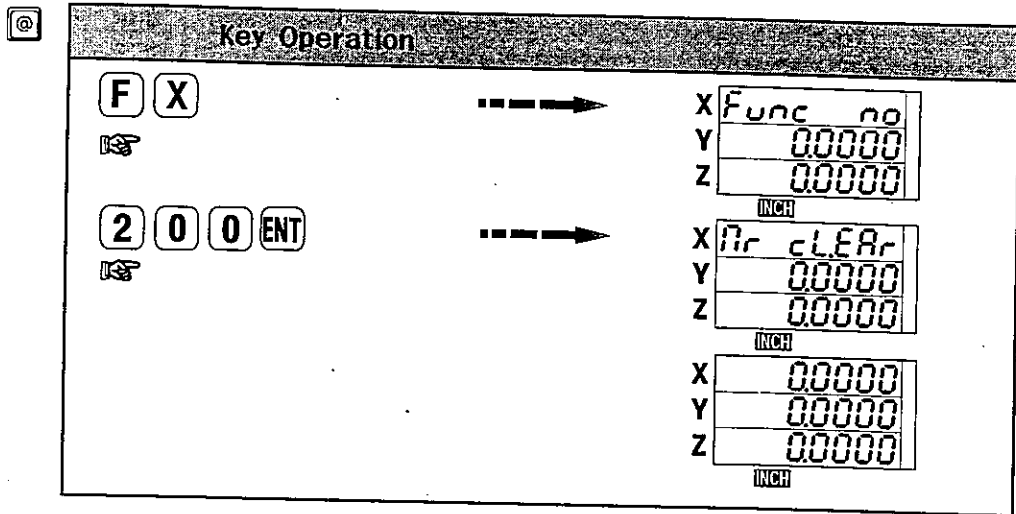 @
Key Operation
F X
X Func no
Y 0.0000
Z 0.0000
INCH
2 0 0 ENT
X Nr cLEAr
Y 0.0000
Z 0.0000
INCH
X 0.0000
Y 0.0000
Z 0.0000
INCH